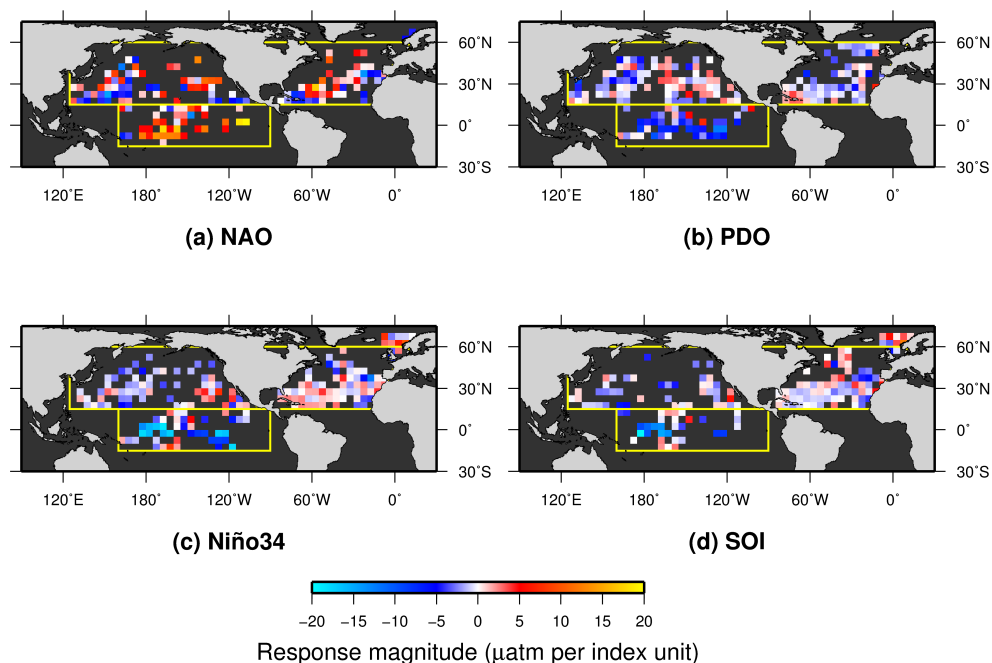 60˚N
30˚N
0˚
30˚S
120˚E 180˚ 120˚W 60˚W 0˚
(a) NAO
60˚N
30˚N
0˚
30˚S
120˚E 180˚ 120˚W 60˚W 0˚
(b) PDO
60˚N
30˚N
0˚
30˚S
120˚E 180˚ 120˚W 60˚W 0˚
(c) Niño34
60˚N
30˚N
0˚
30˚S
120˚E 180˚ 120˚W 60˚W 0˚
(d) SOI
−20 −15 −10 −5 0 5 10 15 20
Response magnitude (μatm per index unit)